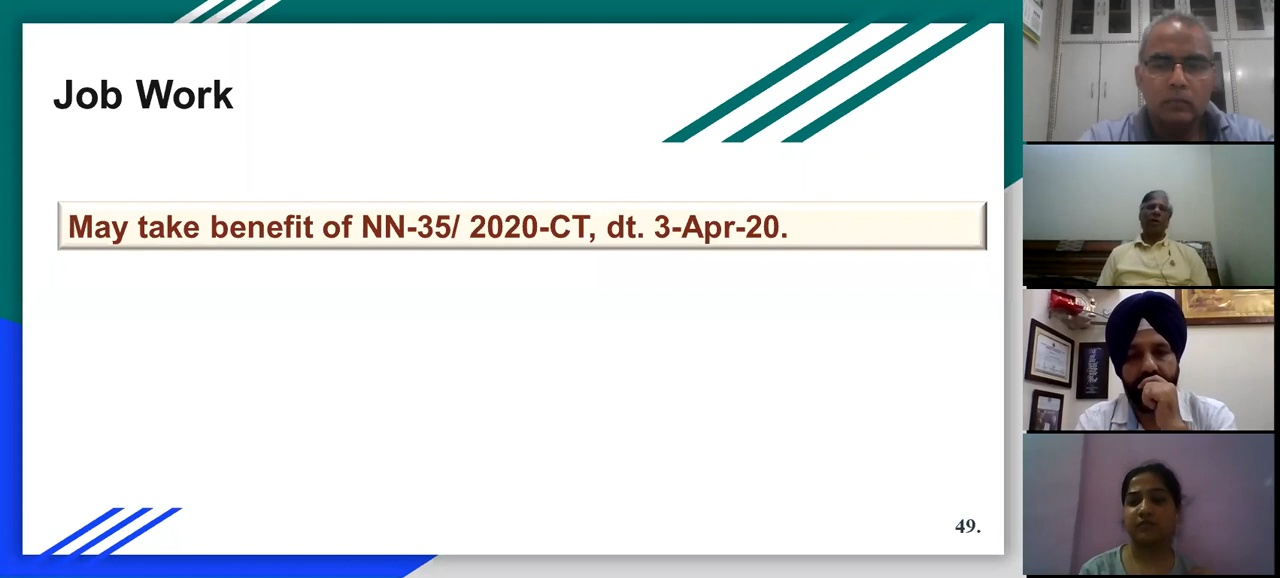 Job Work
May take benefit of NN-35/ 2020-CT, dt. 3-Apr-20.
49.